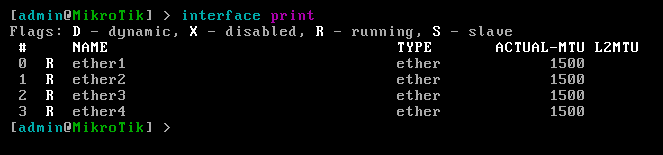 [admin@MikroTik] > interface print
Flags: D - dynamic, X - disabled, R - running, S - slave
# NAME TYPE ACTUAL-MTU L2MTU
0 R ether1 ether 1500
1 R ether2 ether 1500
2 R ether3 ether 1500
3 R ether4 ether 1500
[admin@MikroTik] >